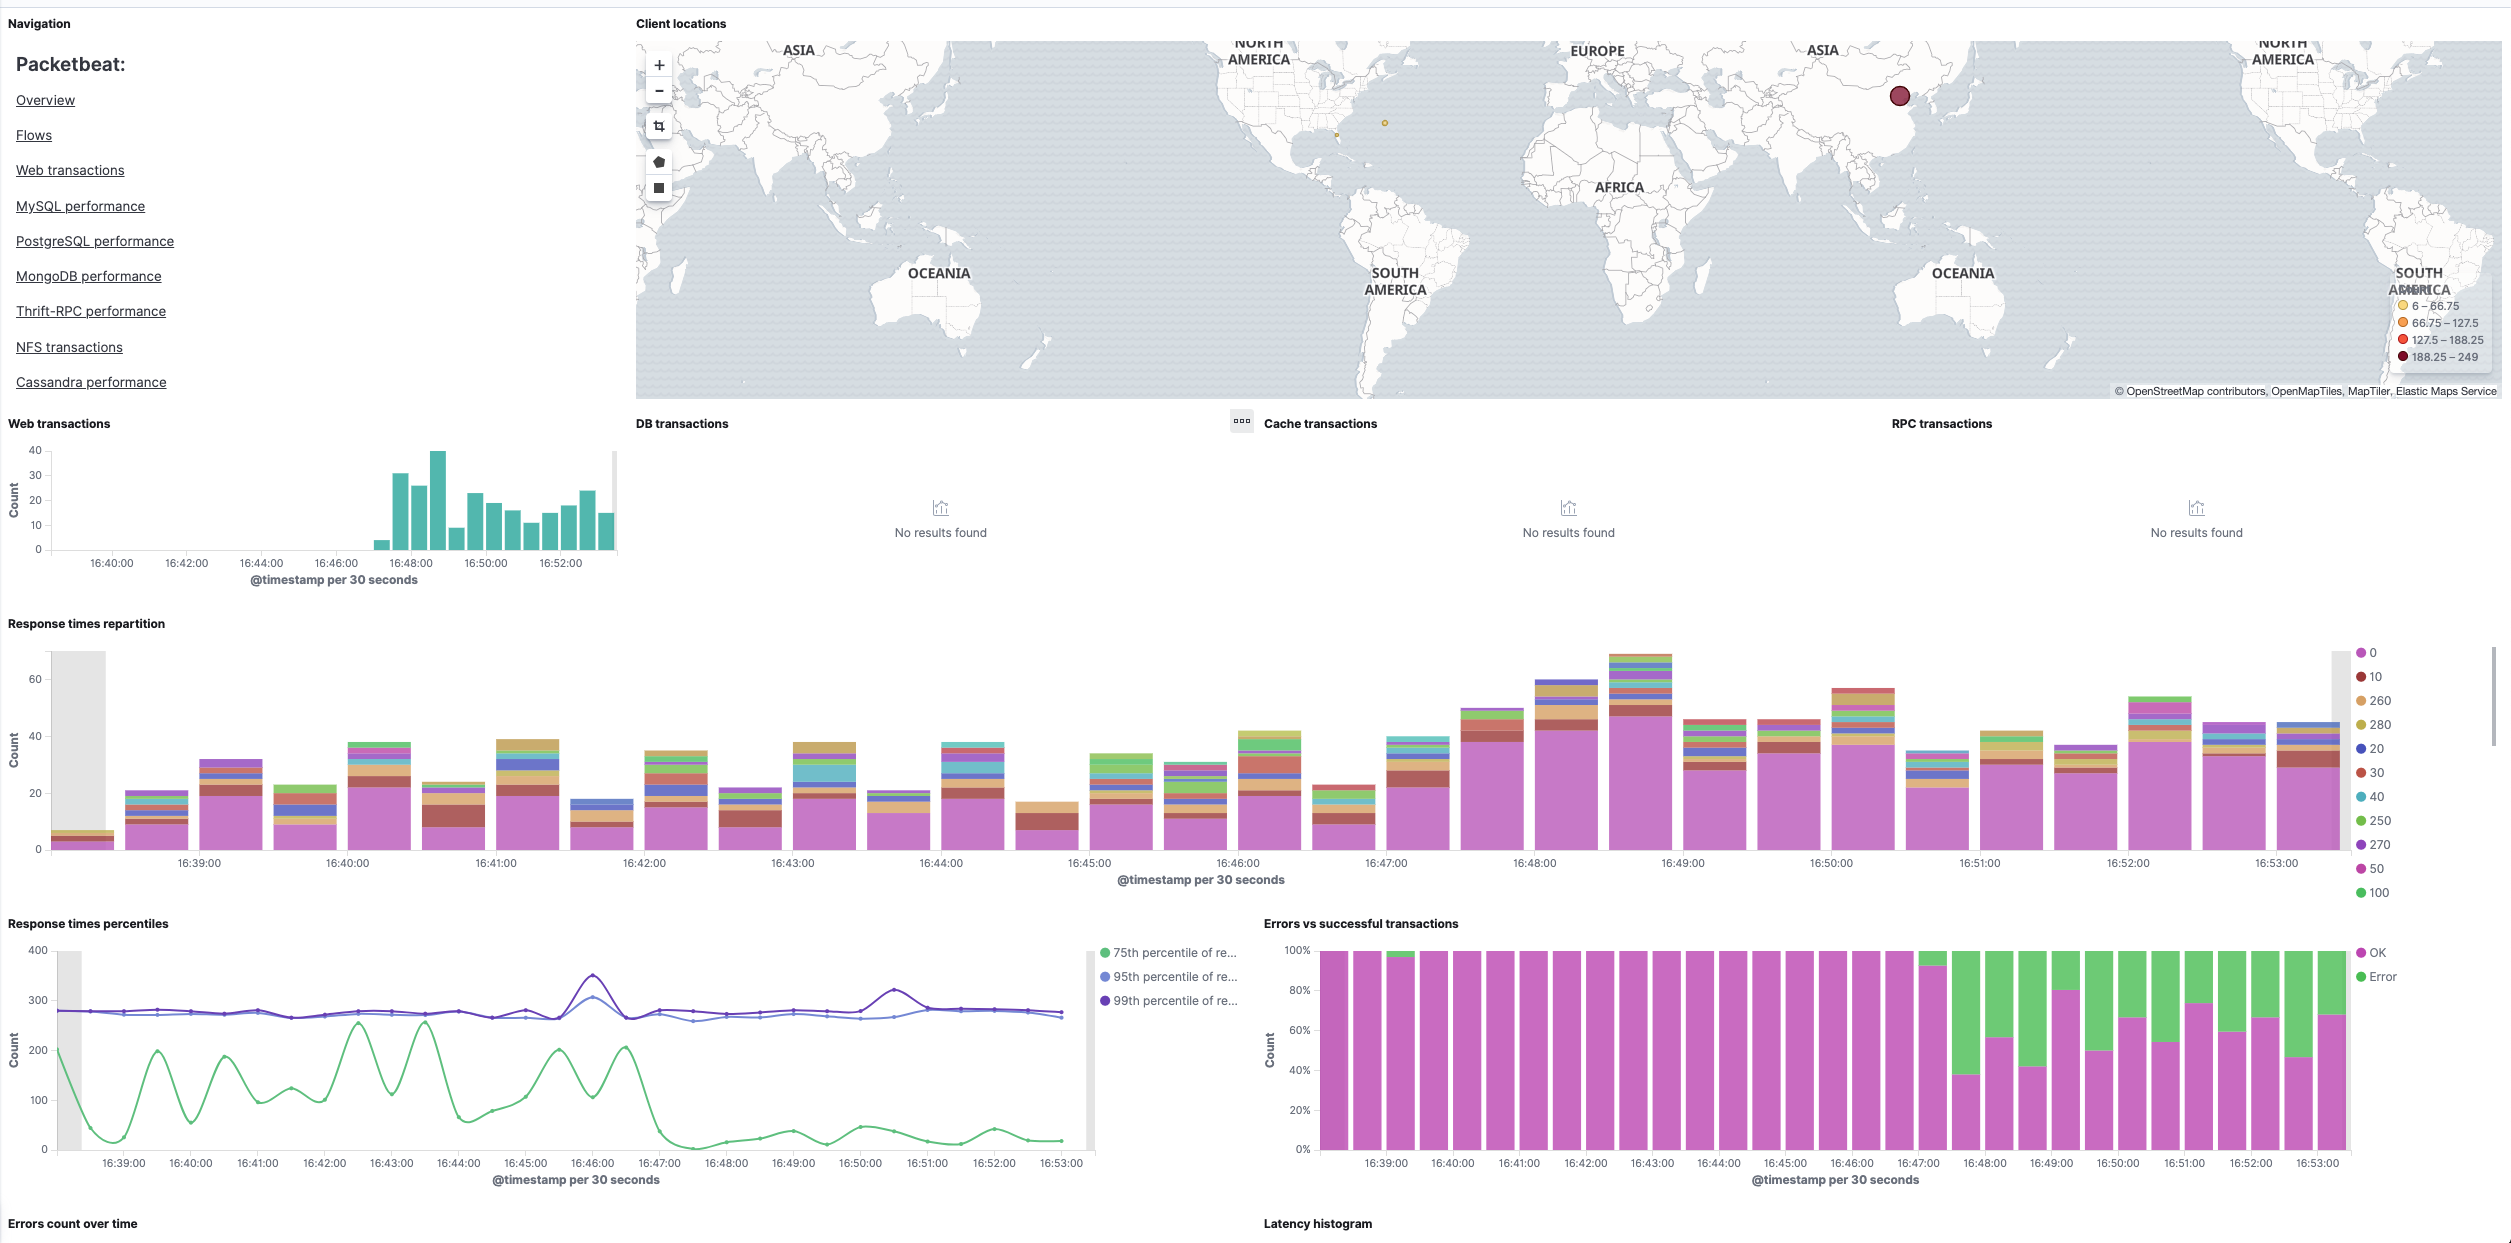 Navigation
Packetbeat:
Overview
Flows
Web transactions
MySQL performance
PostgreSQL performance
MongoDB performance
Thrift-RPC performance
NFS transactions
Cassandra performance
Client locations
ASIA
NORTH
AMERICA
EUROPE
ASIA
NORTH
AMERICA
AFRICA
OCEANIA
SOUTH
AMERICA
OCEANIA
SOUTH
AMERICA
6 – 66.75
66.75 – 127.5
127.5 – 188.25
188.25 – 249
© OpenStreetMap contributors, OpenMapTiles, MapTiler, Elastic Maps Service
Web transactions
Count
40
30
20
10
0
16:40:00 16:42:00 16:44:00 16:46:00 16:48:00 16:50:00 16:52:00
@timestamp per 30 seconds
DB transactions
No results found
Cache transactions
No results found
RPC transactions
No results found
Response times repartition
Count
60
40
20
0
16:39:00 16:40:00 16:41:00 16:42:00 16:43:00 16:44:00 16:45:00 16:46:00 16:47:00 16:48:00 16:49:00 16:50:00 16:51:00 16:52:00 16:53:00
@timestamp per 30 seconds
0
10
260
280
20
30
40
250
270
50
100
Response times percentiles
Count
400
300
200
100
0
16:39:00 16:40:00 16:41:00 16:42:00 16:43:00 16:44:00 16:45:00 16:46:00 16:47:00 16:48:00 16:49:00 16:50:00 16:51:00 16:52:00 16:53:00
@timestamp per 30 seconds
75th percentile of re...
95th percentile of re...
99th percentile of re...
Errors vs successful transactions
Count
100%
80%
60%
40%
20%
0%
16:39:00 16:40:00 16:41:00 16:42:00 16:43:00 16:44:00 16:45:00 16:46:00 16:47:00 16:48:00 16:49:00 16:50:00 16:51:00 16:52:00 16:53:00
@timestamp per 30 seconds
OK
Error
Errors count over time
Latency histogram